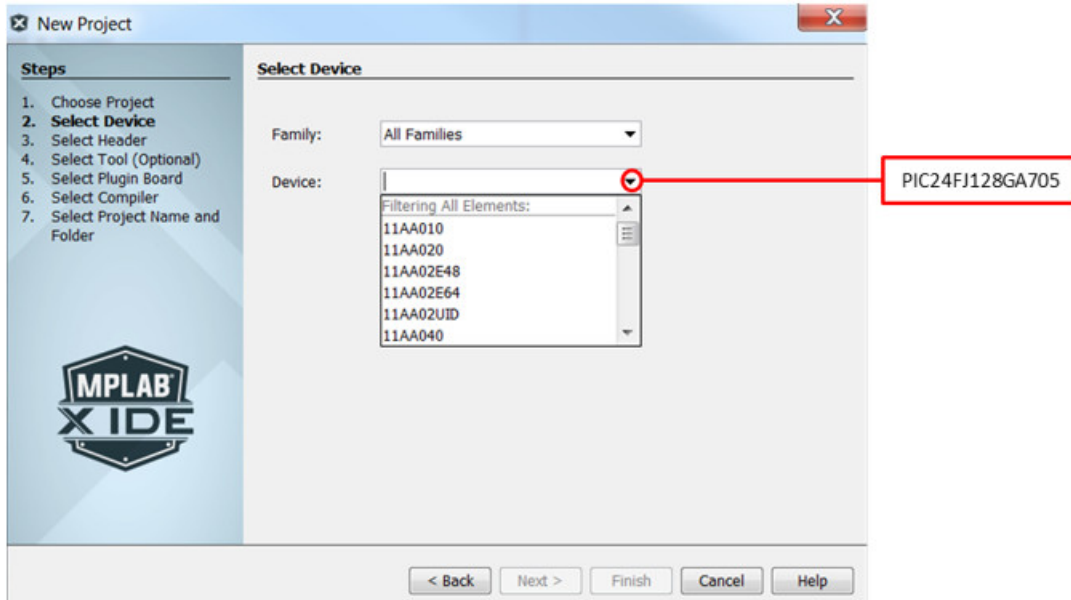 New Project
Steps
1. Choose Project
2. Select Device
3. Select Header
4. Select Tool (Optional)
5. Select Plugin Board
6. Select Compiler
7. Select Project Name and
Folder
MPLAB
X IDE
Select Device
Family:
All Families
Device:
Filtering All Elements:
11AA010
11AA020
11AA02E48
11AA02E64
11AA02UID
11AA040
PIC24FJ128GA705
< Back
Next >
Finish
Cancel
Help